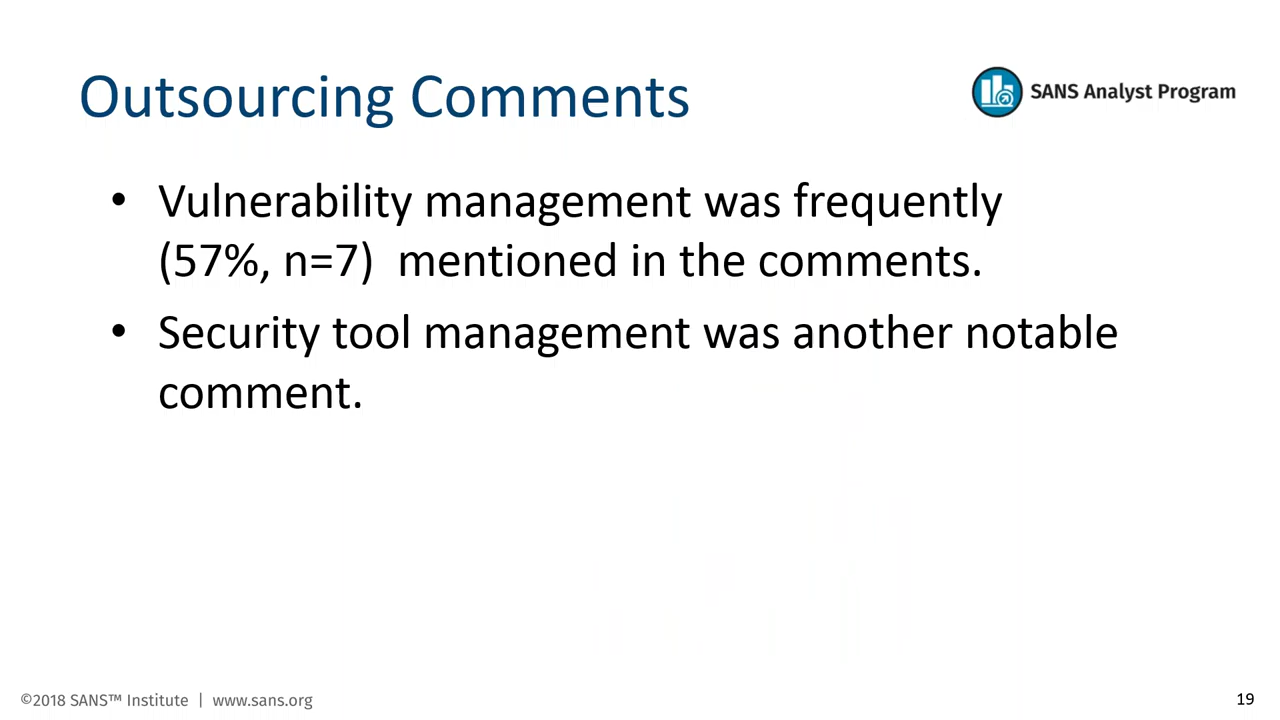 Outsourcing Comments
SANS Analyst Program
• Vulnerability management was frequently
(57%, n=7)  mentioned in the comments.
• Security tool management was another notable
comment.
©2018 SANS™ Institute | www.sans.org
19